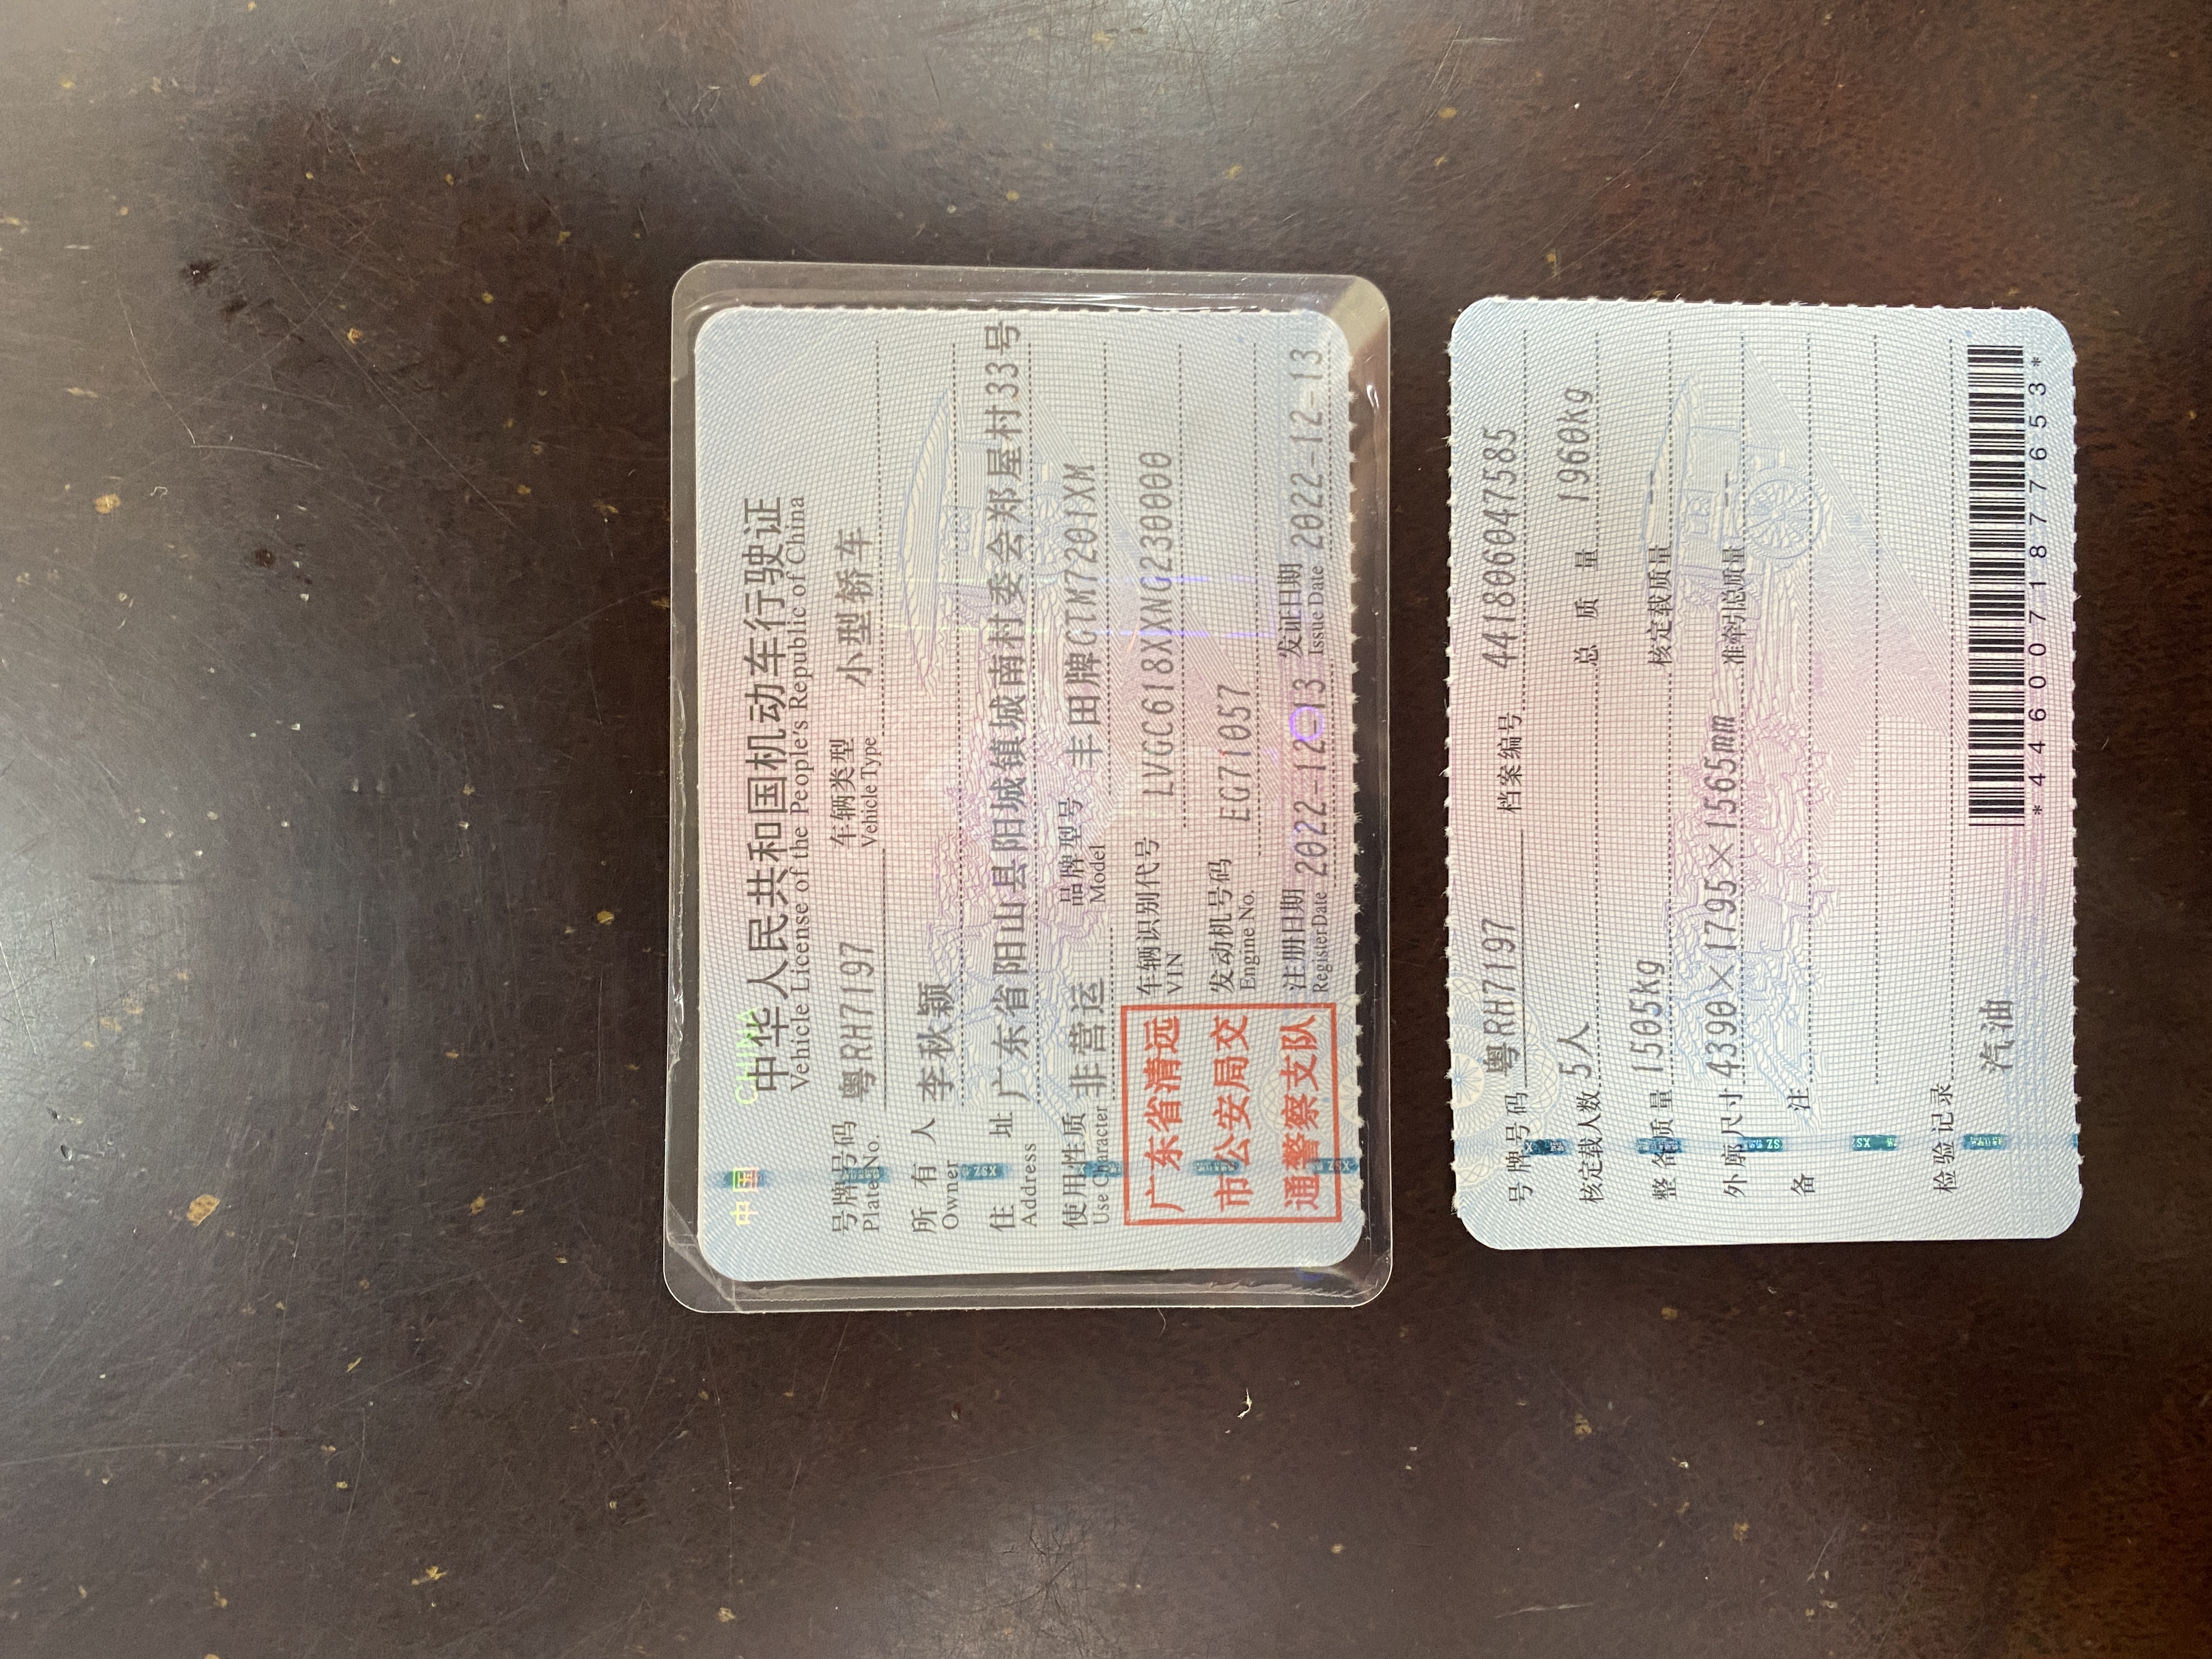 中国 CHINA
中华人民共和国机动车行驶证
Vehicle License of the People's Republic of China
号牌号码 粤RH7197 车辆类型 小型轿车
Plate No. Vehicle Type
所有人 李秋颖
Owner
住址 广东省阳山县阳城镇城南村委会郑屋村33号
Address
使用性质 非营运 品牌型号 丰田牌GTM7201XM
Use Character Model
广东省清远
市公安局交
通警察支队
车辆识别代号 LVGC618XXNG230000
VIN
发动机号码 EG71057
Engine No.
注册日期 2022-12-13 发证日期 2022-12-13
Register Date Issue Date
号牌号码 粤RH7197 档案编号 441806047585
核定载人数 5人 总质量 1960kg
整备质量 1505kg 核定载质量
外廓尺寸 4390×1795×1565mm 准牵引总质量
备注
检验记录
汽油
*4460071877653*